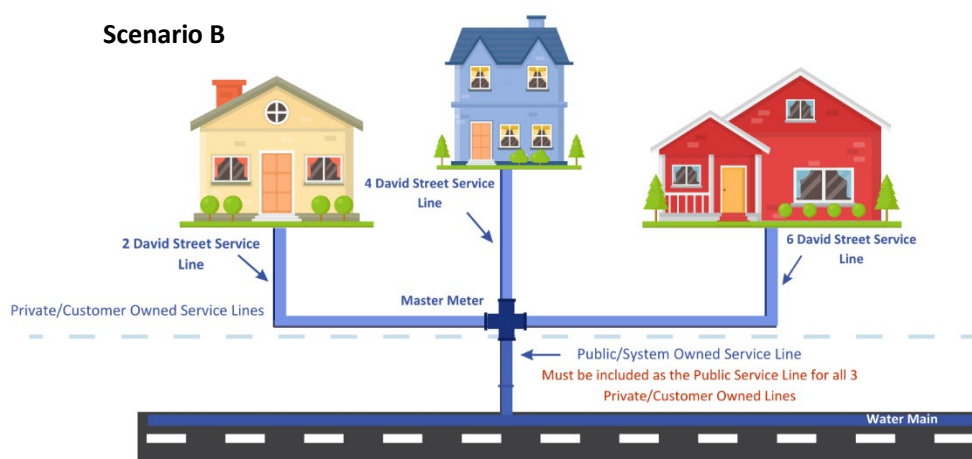 Scenario B
4 David Street Service
Line
2 David Street Service
Line
6 David Street Service
Line
Master Meter
Private/Customer Owned Service Lines
Public/System Owned Service Line
Must be included as the Public Service Line for all 3
Private/Customer Owned Lines
Water Main